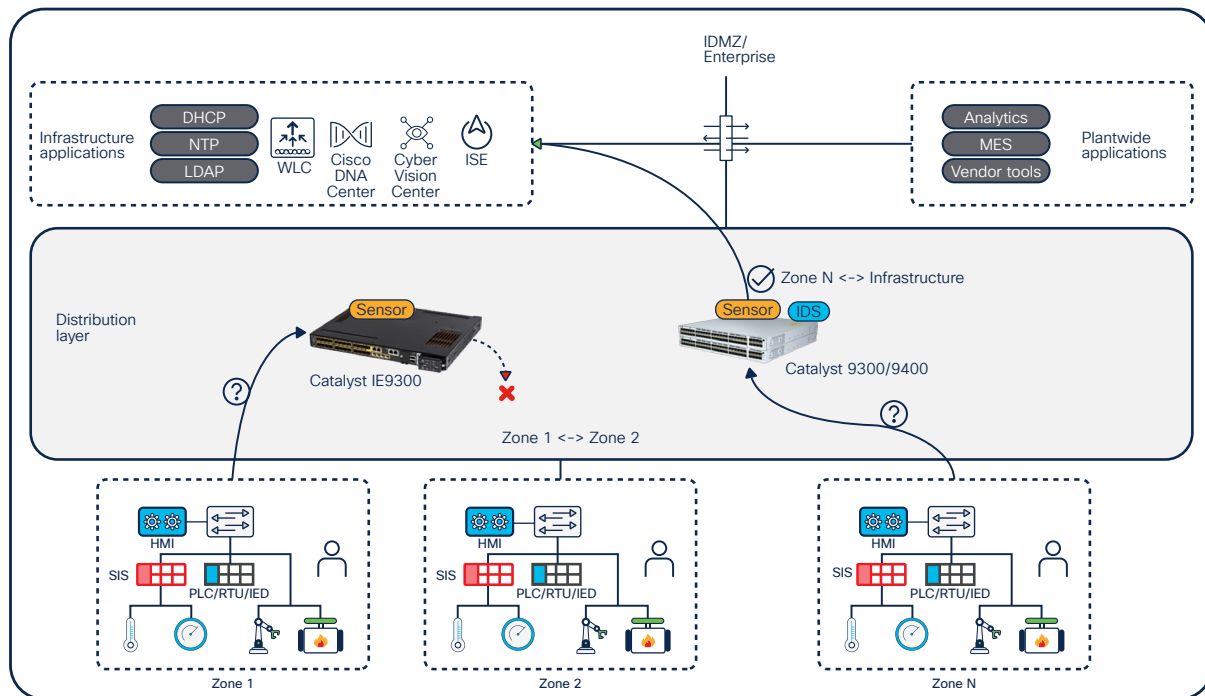 IDMZ/
Enterprise
Infrastructure
applications
DHCP
NTP
LDAP
WLC
Cisco
DNA
Center
Cyber
Vision
Center
ISE
Analytics
MES
Vendor tools
Plantwide
applications
Zone N <-> Infrastructure
Sensor
Sensor
IDS
Distribution
layer
Catalyst IE9300
Catalyst 9300/9400
?
?
Zone 1 <-> Zone 2
HMI
SIS
PLC/RTU/IED
Zone 1
HMI
SIS
PLC/RTU/IED
Zone 2
HMI
SIS
PLC/RTU/IED
Zone N